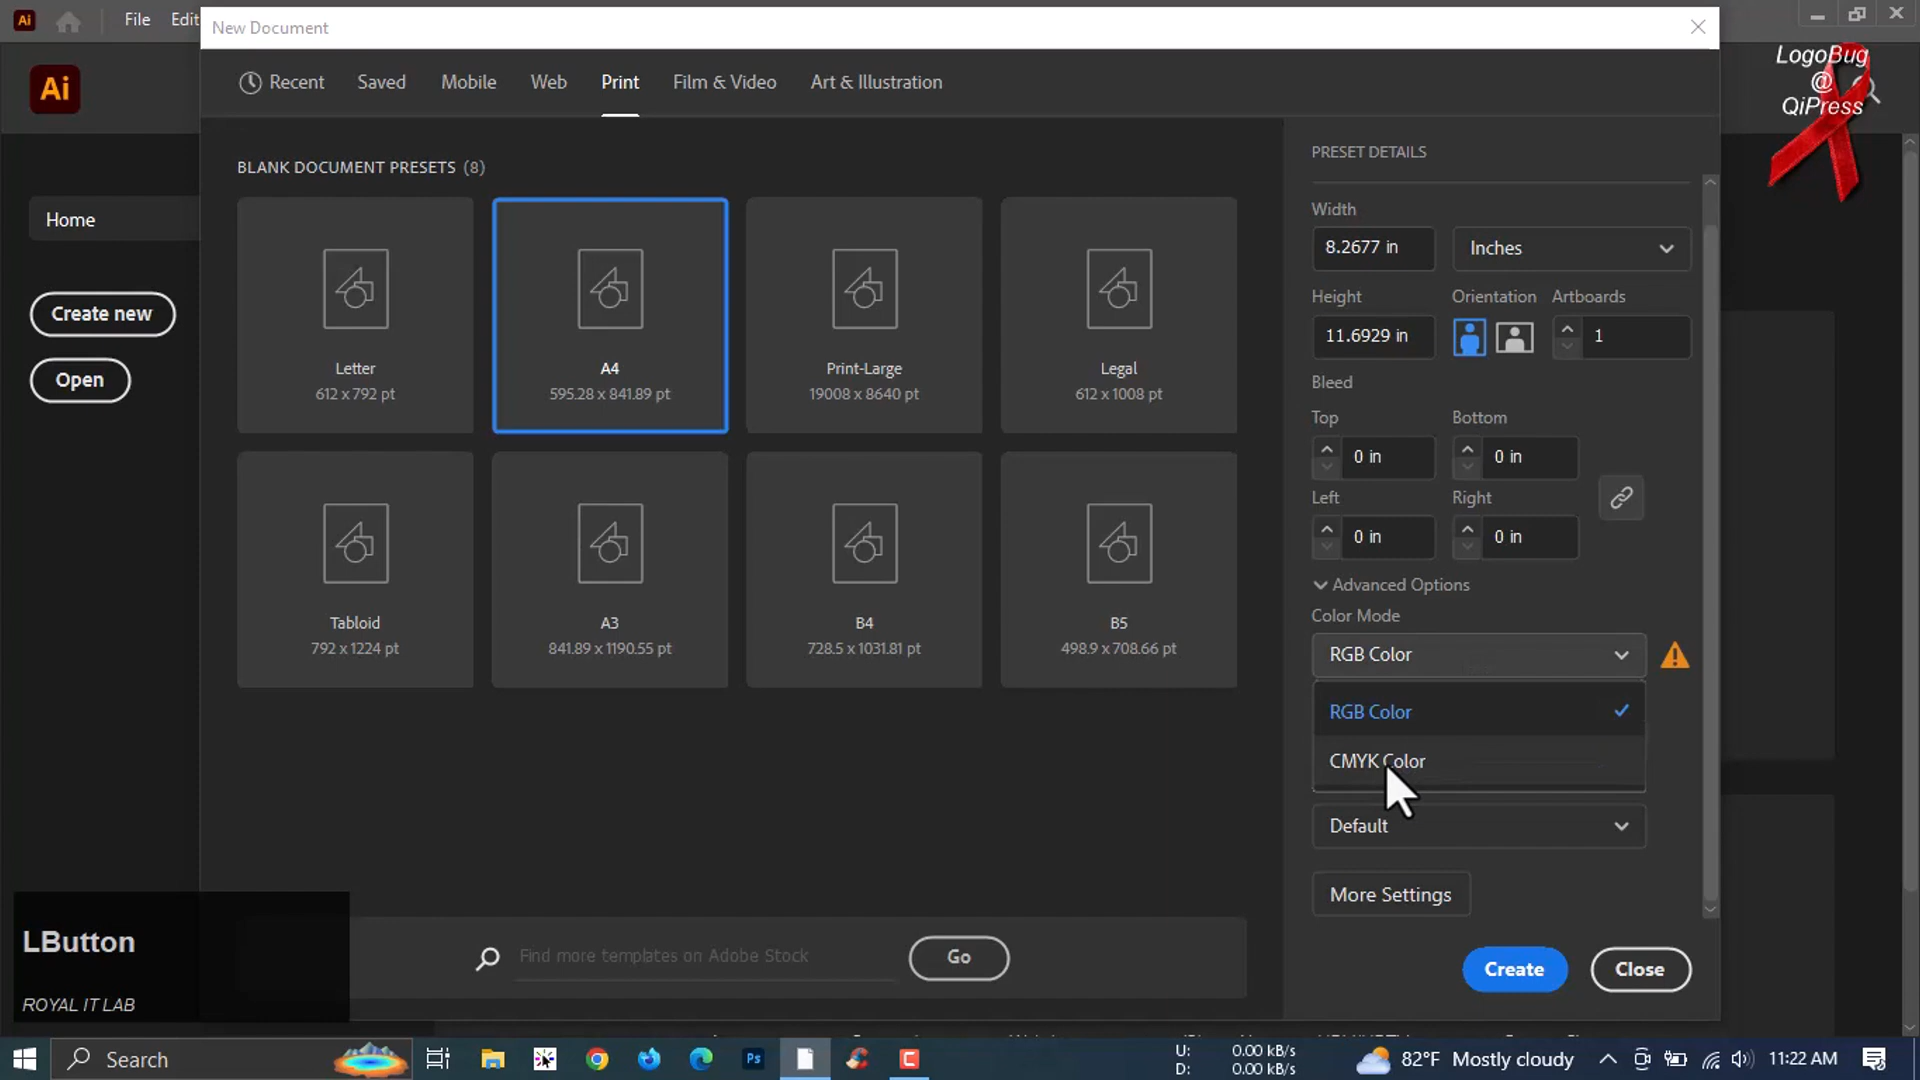 Ai
File Edit
New Document
LogoBug
@
QiPress
Ai
Recent Saved Mobile Web Print Film & Video Art & Illustration
BLANK DOCUMENT PRESETS (8)
PRESET DETAILS
Home
Create new
Open
Letter
612 x 792 pt
A4
595.28 x 841.89 pt
Print-Large
19008 x 8640 pt
Legal
612 x 1008 pt
Tabloid
792 x 1224 pt
A3
841.89 x 1190.55 pt
B4
728.5 x 1031.81 pt
B5
498.9 x 708.66 pt
Width
8.2677 in Inches
Height Orientation Artboards
11.6929 in 1
Bleed
Top Bottom
0 in 0 in
Left Right
0 in 0 in
Advanced Options
Color Mode
RGB Color
RGB Color
CMYK Color
Default
More Settings
Find more templates on Adobe Stock Go
Create Close
LButton
ROYAL IT LAB
Search
Ps
U: 0.00 kB/s
D: 0.00 kB/s
82°F Mostly cloudy
11:22 AM